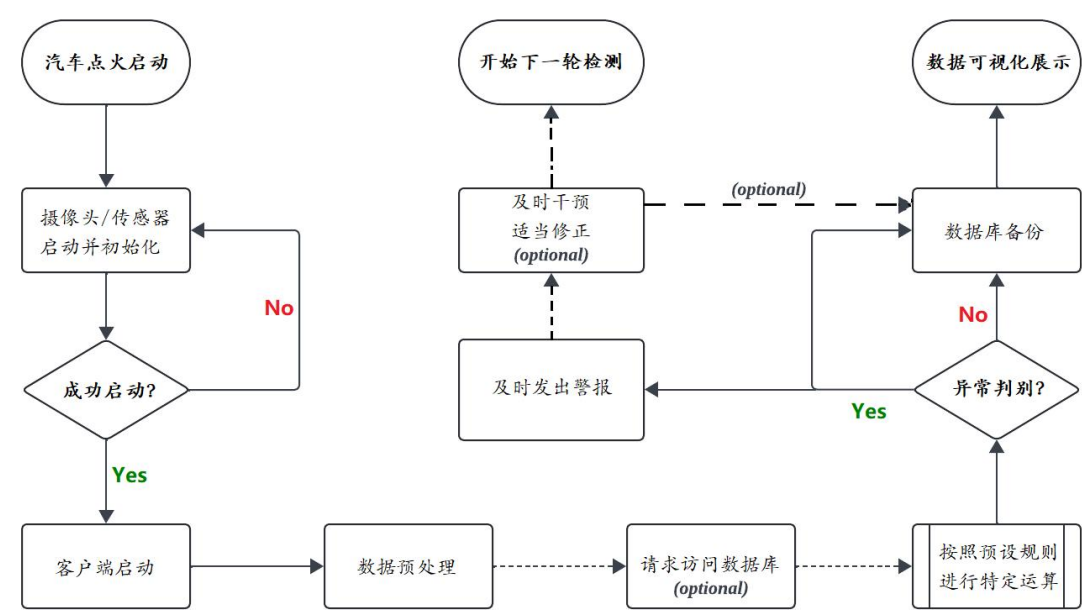 汽车点火启动
开始下一轮检测
数据可视化展示
摄像头/传感器
启动并初始化
No
及时干预
适当修正
(optional)
(optional)
数据库备份
成功启动?
Yes
及时发出警报
No
异常判别?
Yes
客户端启动
数据预处理
请求访问数据库
(optional)
按照预设规则
进行特定运算